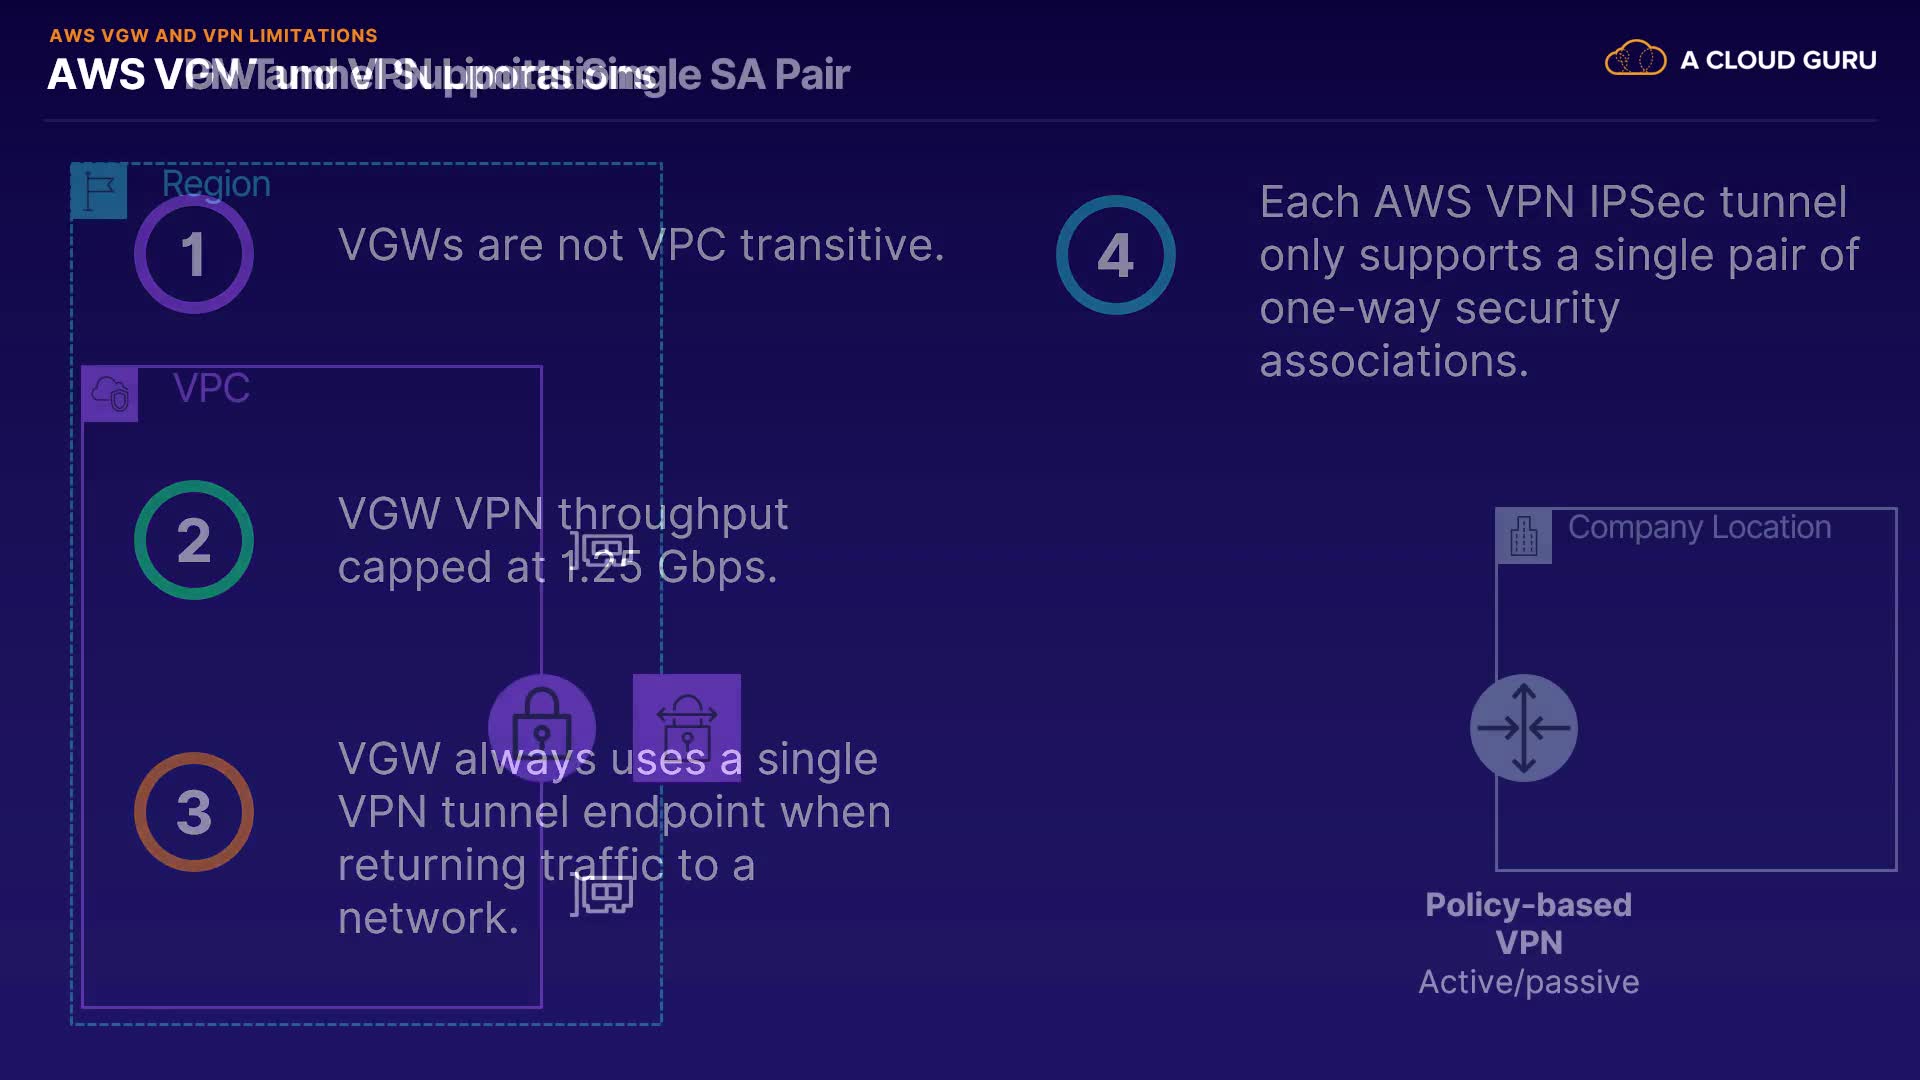 AWS VGW AND VPN LIMITATIONS
AWS VGW and VPN Limitations
Single SA Pair
A CLOUD GURU
Region
1
VGWs are not VPC transitive.
VPC
2
VGW VPN throughput
capped at 1.25 Gbps.
3
VGW always uses a single
VPN tunnel endpoint when
returning traffic to a
network.
4
Each AWS VPN IPSec tunnel
only supports a single pair of
one-way security
associations.
Company Location
Policy-based
VPN
Active/passive